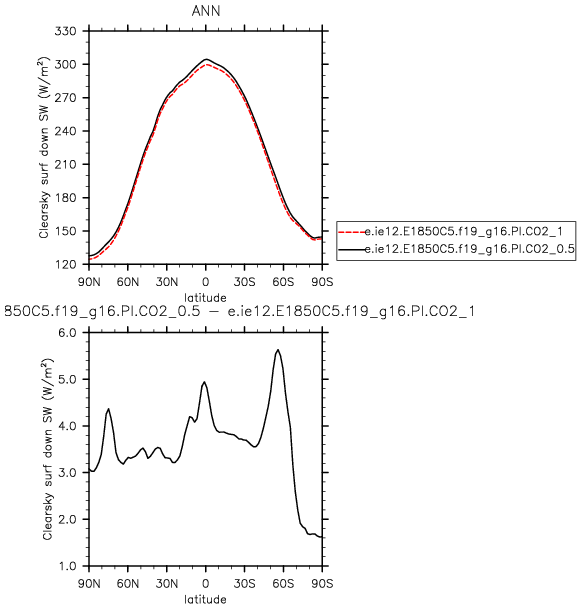 ANN
Clearsky surf down SW (W/m²)
330
300
270
240
210
180
150
120
90N 60N 30N 0 30S 60S 90S
latitude
e.ie12.E1850C5.f19_g16.PI.CO2_1
e.ie12.E1850C5.f19_g16.PI.CO2_0.5
850C5.f19_g16.PI.CO2_0.5 – e.ie12.E1850C5.f19_g16.PI.CO2_1
Clearsky surf down SW (W/m²)
6.0
5.0
4.0
3.0
2.0
1.0
90N 60N 30N 0 30S 60S 90S
latitude